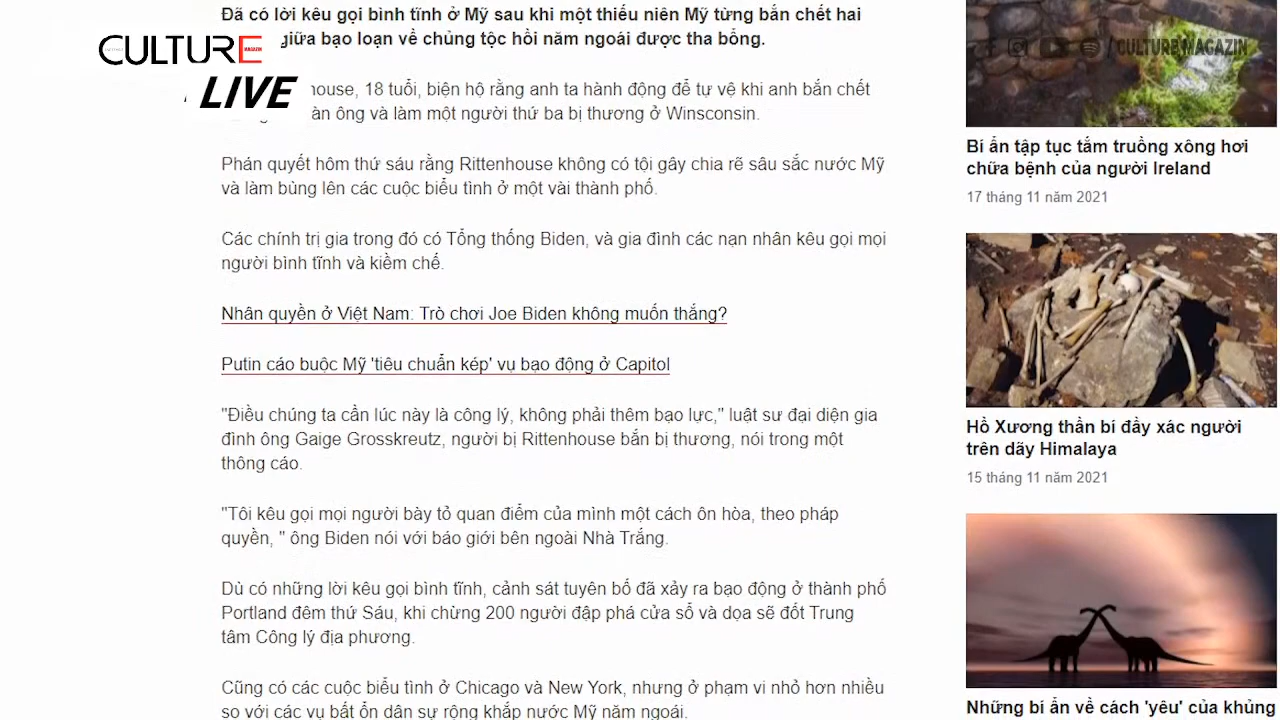 Đã có lời kêu gọi bình tĩnh ở Mỹ sau khi một thiếu niên Mỹ từng bắn chết hai
giữa bạo loạn về chủng tộc hồi năm ngoái được tha bổng.
CULTURE
MAGAZIN
LIVE
/ CULTURE MAGAZIN
house, 18 tuổi, biện hộ rằng anh ta hành động để tự vệ khi anh bắn chết
àn ông và làm một người thứ ba bị thương ở Winsconsin.
Phán quyết hôm thứ sáu rằng Rittenhouse không có tội gây chia rẽ sâu sắc nước Mỹ
và làm bùng lên các cuộc biểu tình ở một vài thành phố.
Các chính trị gia trong đó có Tổng thống Biden, và gia đình các nạn nhân kêu gọi mọi
người bình tĩnh và kiềm chế.
Nhân quyền ở Việt Nam: Trò chơi Joe Biden không muốn thắng?
Putin cáo buộc Mỹ 'tiêu chuẩn kép' vụ bạo động ở Capitol
"Điều chúng ta cần lúc này là công lý, không phải thêm bạo lực," luật sư đại diện gia
đình ông Gaige Grosskreutz, người bị Rittenhouse bắn bị thương, nói trong một
thông cáo.
"Tôi kêu gọi mọi người bày tỏ quan điểm của mình một cách ôn hòa, theo pháp
quyền, " ông Biden nói với báo giới bên ngoài Nhà Trắng.
Dù có những lời kêu gọi bình tĩnh, cảnh sát tuyên bố đã xảy ra bạo động ở thành phố
Portland đêm thứ Sáu, khi chừng 200 người đập phá cửa sổ và dọa sẽ đốt Trung
tâm Công lý địa phương.
Cũng có các cuộc biểu tình ở Chicago và New York, nhưng ở phạm vi nhỏ hơn nhiều
so với các vụ bất ổn dân sự rộng khắp nước Mỹ năm ngoái.
Bí ẩn tập tục tắm truồng xông hơi
chữa bệnh của người Ireland
17 tháng 11 năm 2021
Hồ Xương thần bí đầy xác người
trên dãy Himalaya
15 tháng 11 năm 2021
Những bí ẩn về cách 'yêu' của khủng